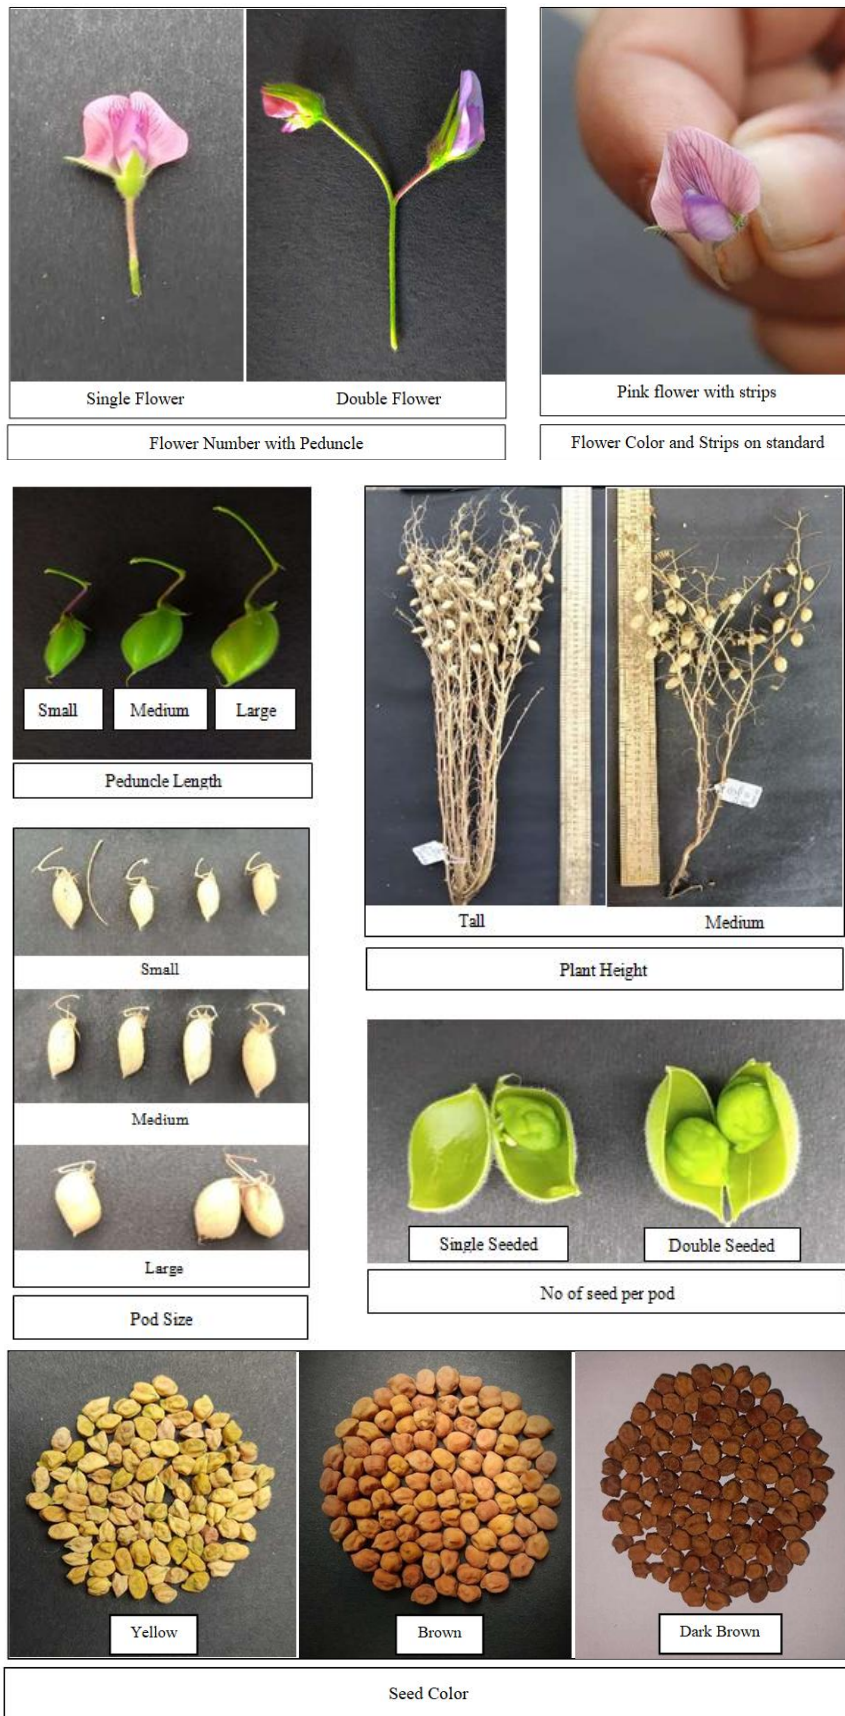 Single Flower
Double Flower
Flower Number with Peduncle
Pink flower with strips
Flower Color and Strips on standard
Small
Medium
Large
Peduncle Length
Tall
Medium
Plant Height
Small
Medium
Large
Pod Size
Single Seeded
Double Seeded
No of seed per pod
Yellow
Brown
Dark Brown
Seed Color